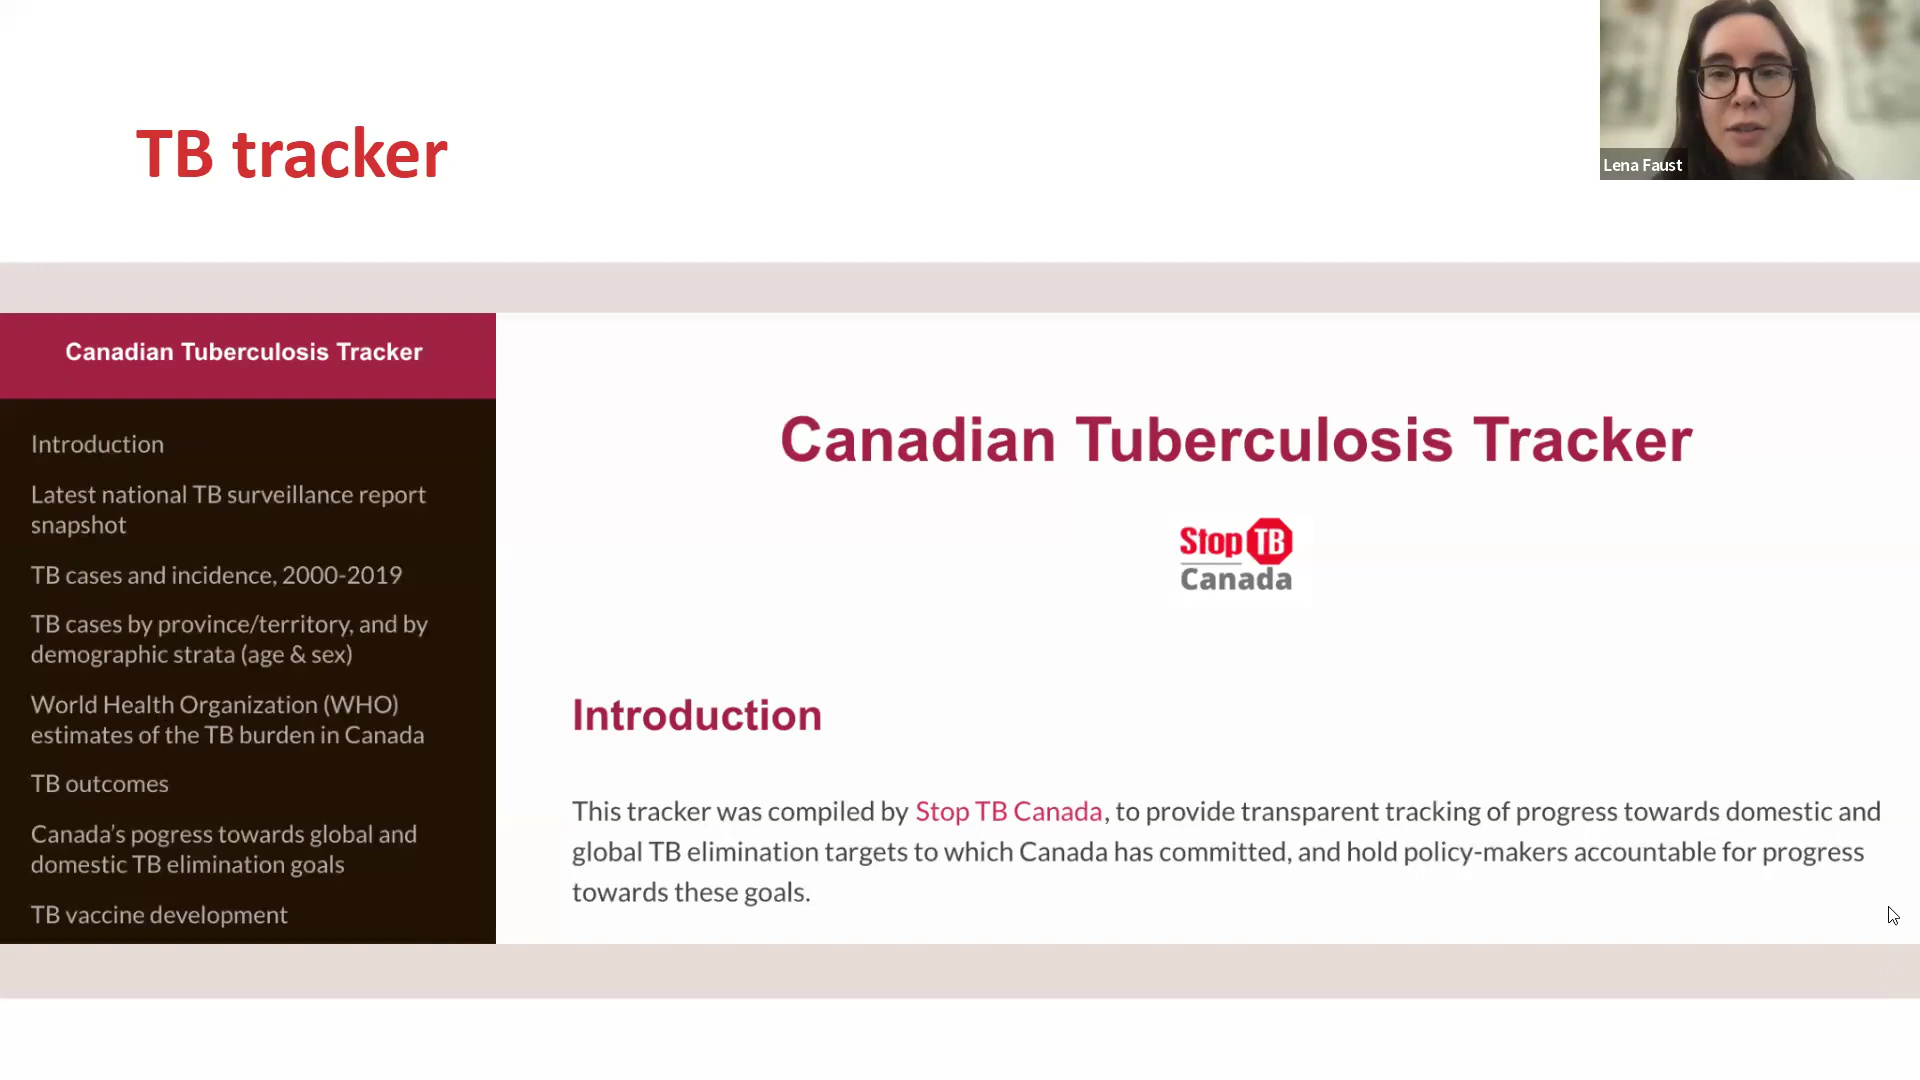 TB tracker
Lena Faust
Canadian Tuberculosis Tracker
Introduction
Latest national TB surveillance report
snapshot
TB cases and incidence, 2000-2019
TB cases by province/territory, and by
demographic strata (age & sex)
World Health Organization (WHO)
estimates of the TB burden in Canada
TB outcomes
Canada's pogress towards global and
domestic TB elimination goals
TB vaccine development
Canadian Tuberculosis Tracker
Stop TB
Canada
Introduction
This tracker was compiled by Stop TB Canada, to provide transparent tracking of progress towards domestic and
global TB elimination targets to which Canada has committed, and hold policy-makers accountable for progress
towards these goals.